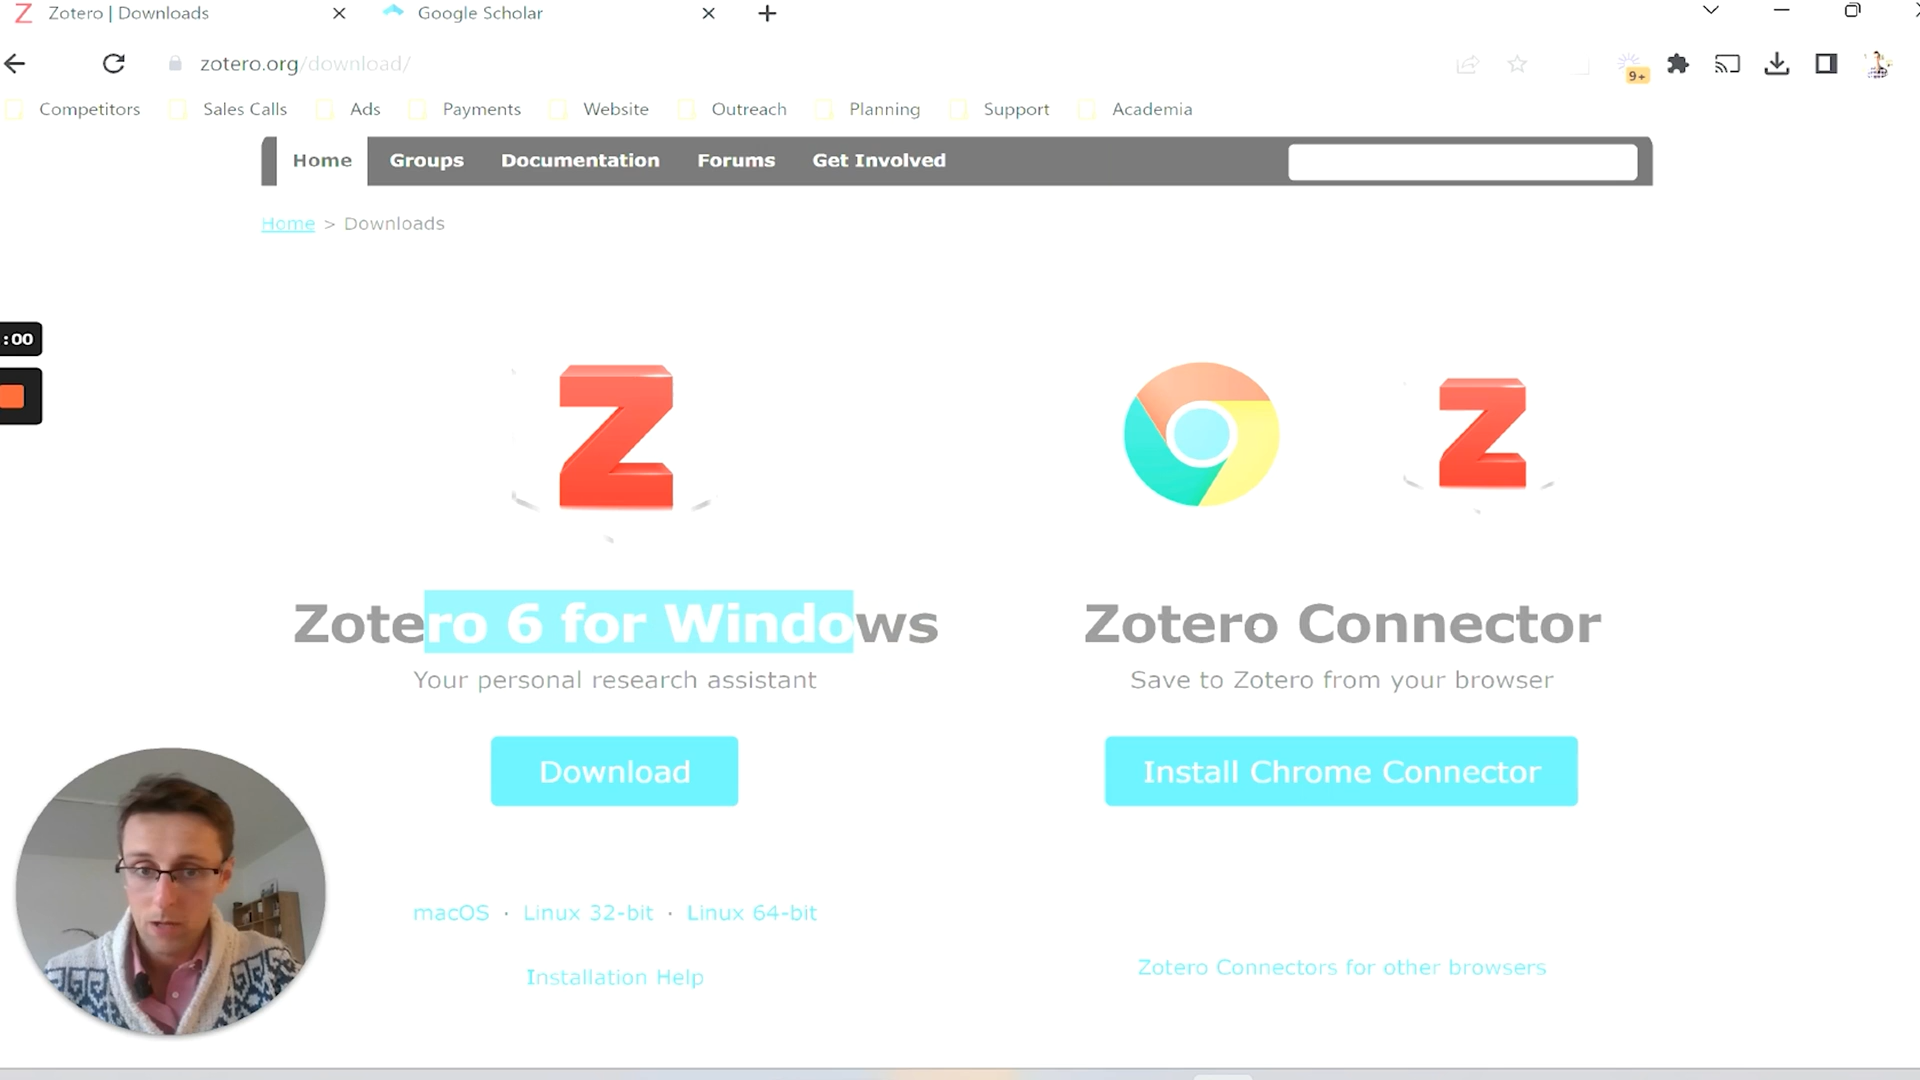 Zotero | Downloads
Google Scholar
zotero.org/download/
9+
Competitors
Sales Calls
Ads
Payments
Website
Outreach
Planning
Support
Academia
Home
Groups
Documentation
Forums
Get Involved
Home > Downloads
:00
Zotero 6 for Windows
Your personal research assistant
Download
macOS · Linux 32-bit · Linux 64-bit
Installation Help
Zotero Connector
Save to Zotero from your browser
Install Chrome Connector
Zotero Connectors for other browsers